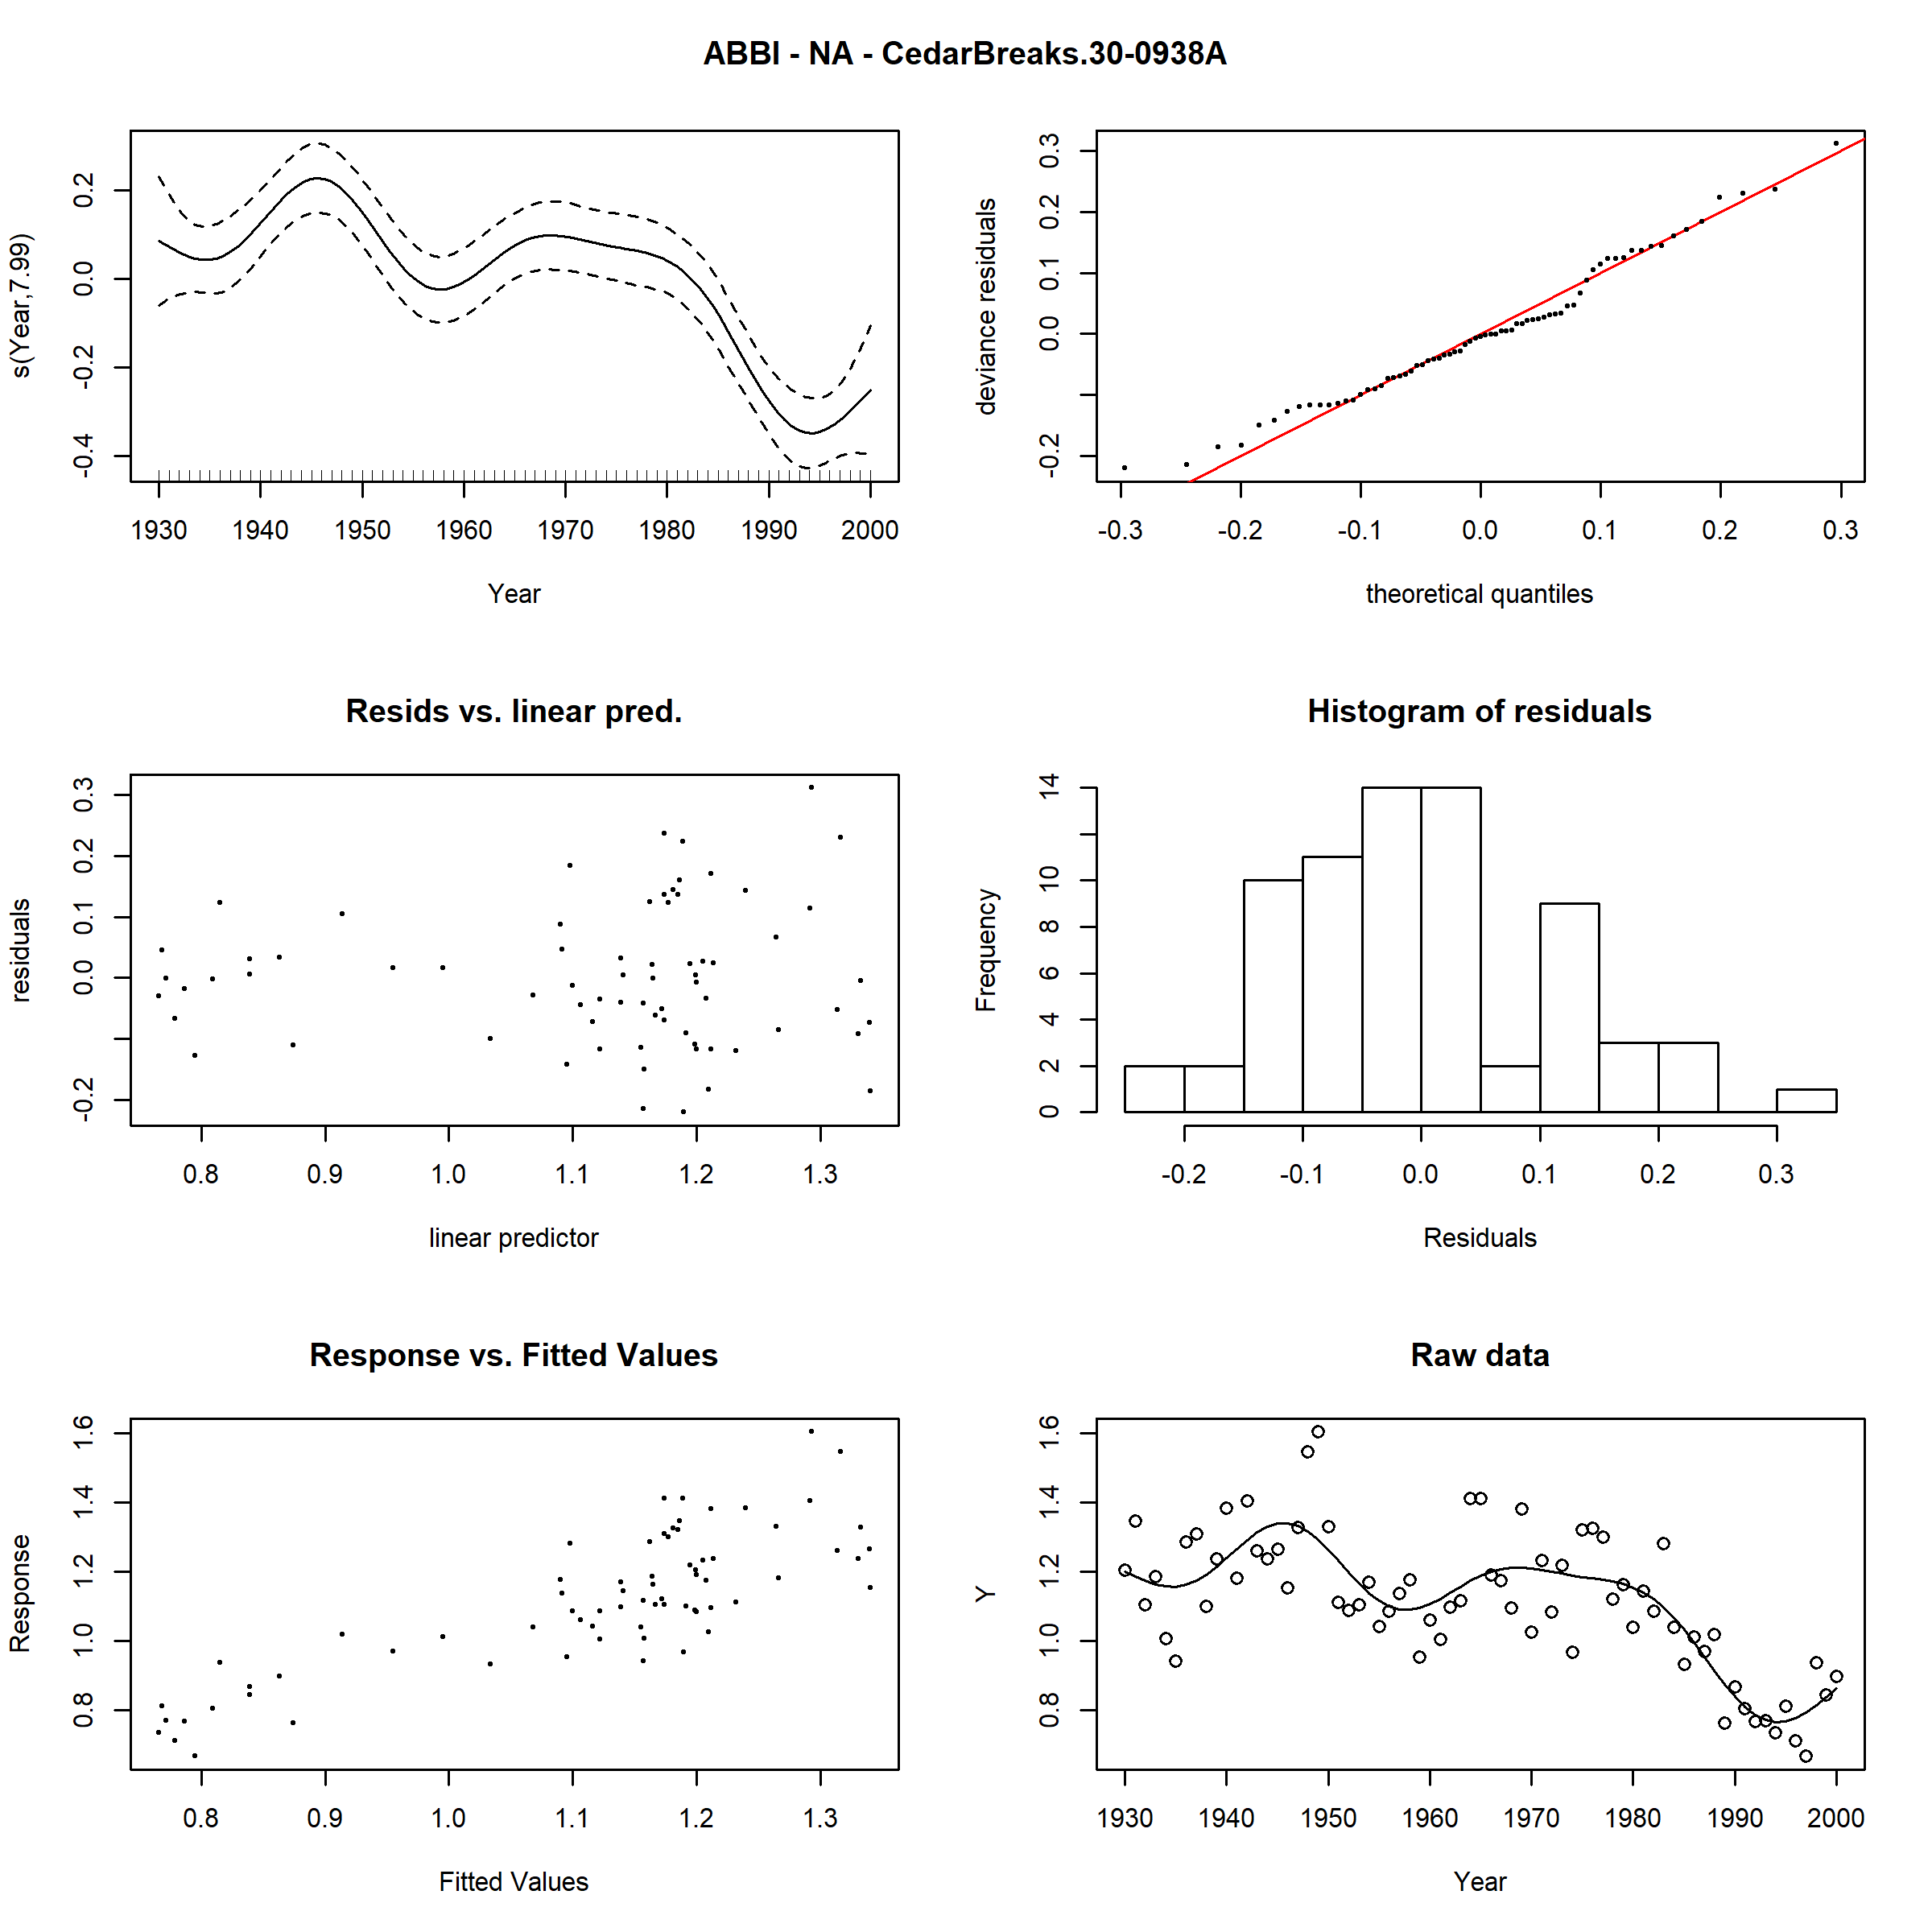 ABBI - NA - CedarBreaks.30-0938A
s(Year,7.99)
0.2
0.0
-0.2
-0.4
1930 1940 1950 1960 1970 1980 1990 2000
Year
deviance residuals
0.3
0.2
0.1
0.0
-0.2
-0.3 -0.2 -0.1 0.0 0.1 0.2 0.3
theoretical quantiles
Resids vs. linear pred.
residuals
0.3
0.2
0.1
0.0
-0.2
0.8 0.9 1.0 1.1 1.2 1.3
linear predictor
Histogram of residuals
Frequency
14
10
8
6
4
2
0
-0.2 -0.1 0.0 0.1 0.2 0.3
Residuals
Response vs. Fitted Values
Response
1.6
1.4
1.2
1.0
0.8
0.8 0.9 1.0 1.1 1.2 1.3
Fitted Values
Raw data
Y
1.6
1.4
1.2
1.0
0.8
1930 1940 1950 1960 1970 1980 1990 2000
Year